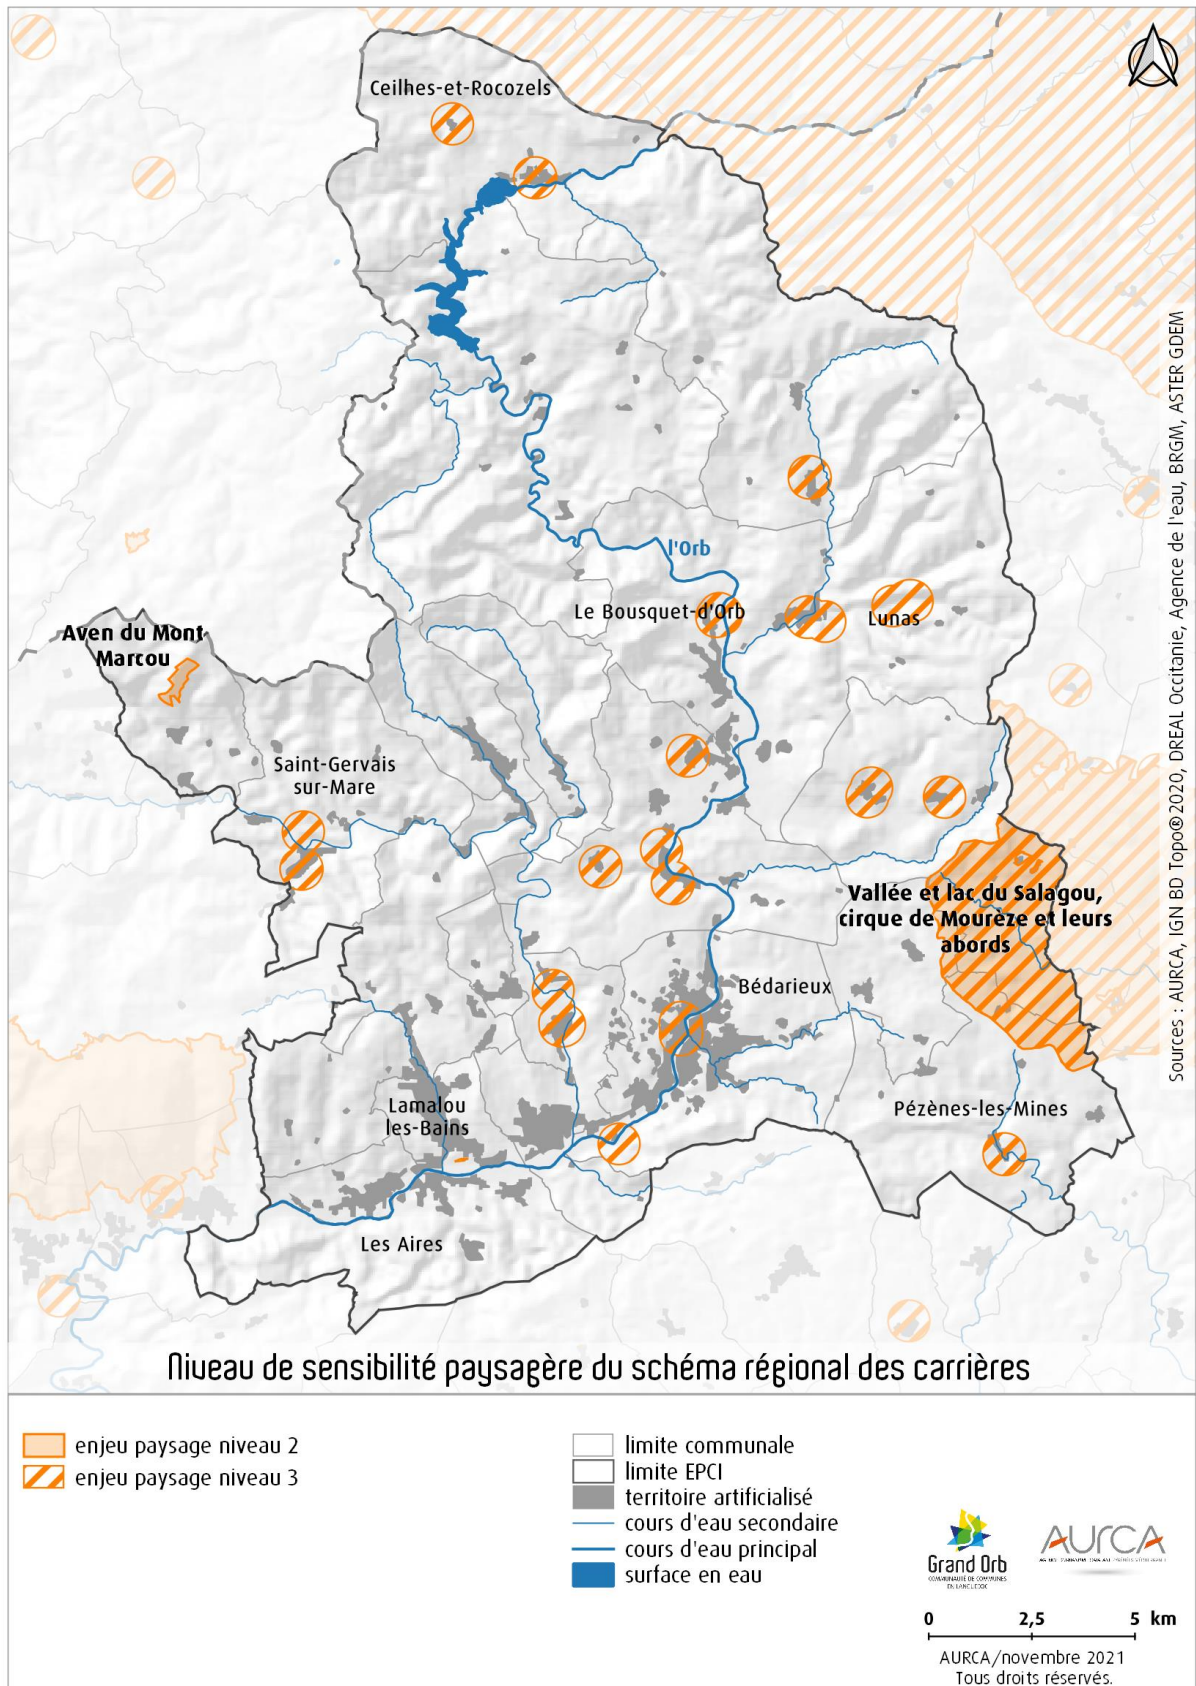 Ceilhes-et-Rocozels
l'Orb
Le Bousquet-d'Orb
Lunas
Aven du Mont
Marcou
Saint-Gervais
sur-Mare
Vallée et lac du Salagou,
cirque de Mourèze et leurs
abords
Bédarieux
Lamalou
les-Bains
Pézènes-les-Mines
Les Aires
Sources : AURCA, IGN BD Topo®2020, DREAL Occitanie, Agence de l'eau, BRGM, ASTER GDEM
Niveau de sensibilité paysagère du schéma régional des carrières
enjeu paysage niveau 2
enjeu paysage niveau 3
limite communale
limite EPCI
territoire artificialisé
cours d'eau secondaire
cours d'eau principal
surface en eau
Grand Orb
COMMUNAUTÉ DE COMMUNES
EN LANGUEDOC
AURCA
0 2,5 5 km
AURCA/novembre 2021
Tous droits réservés.